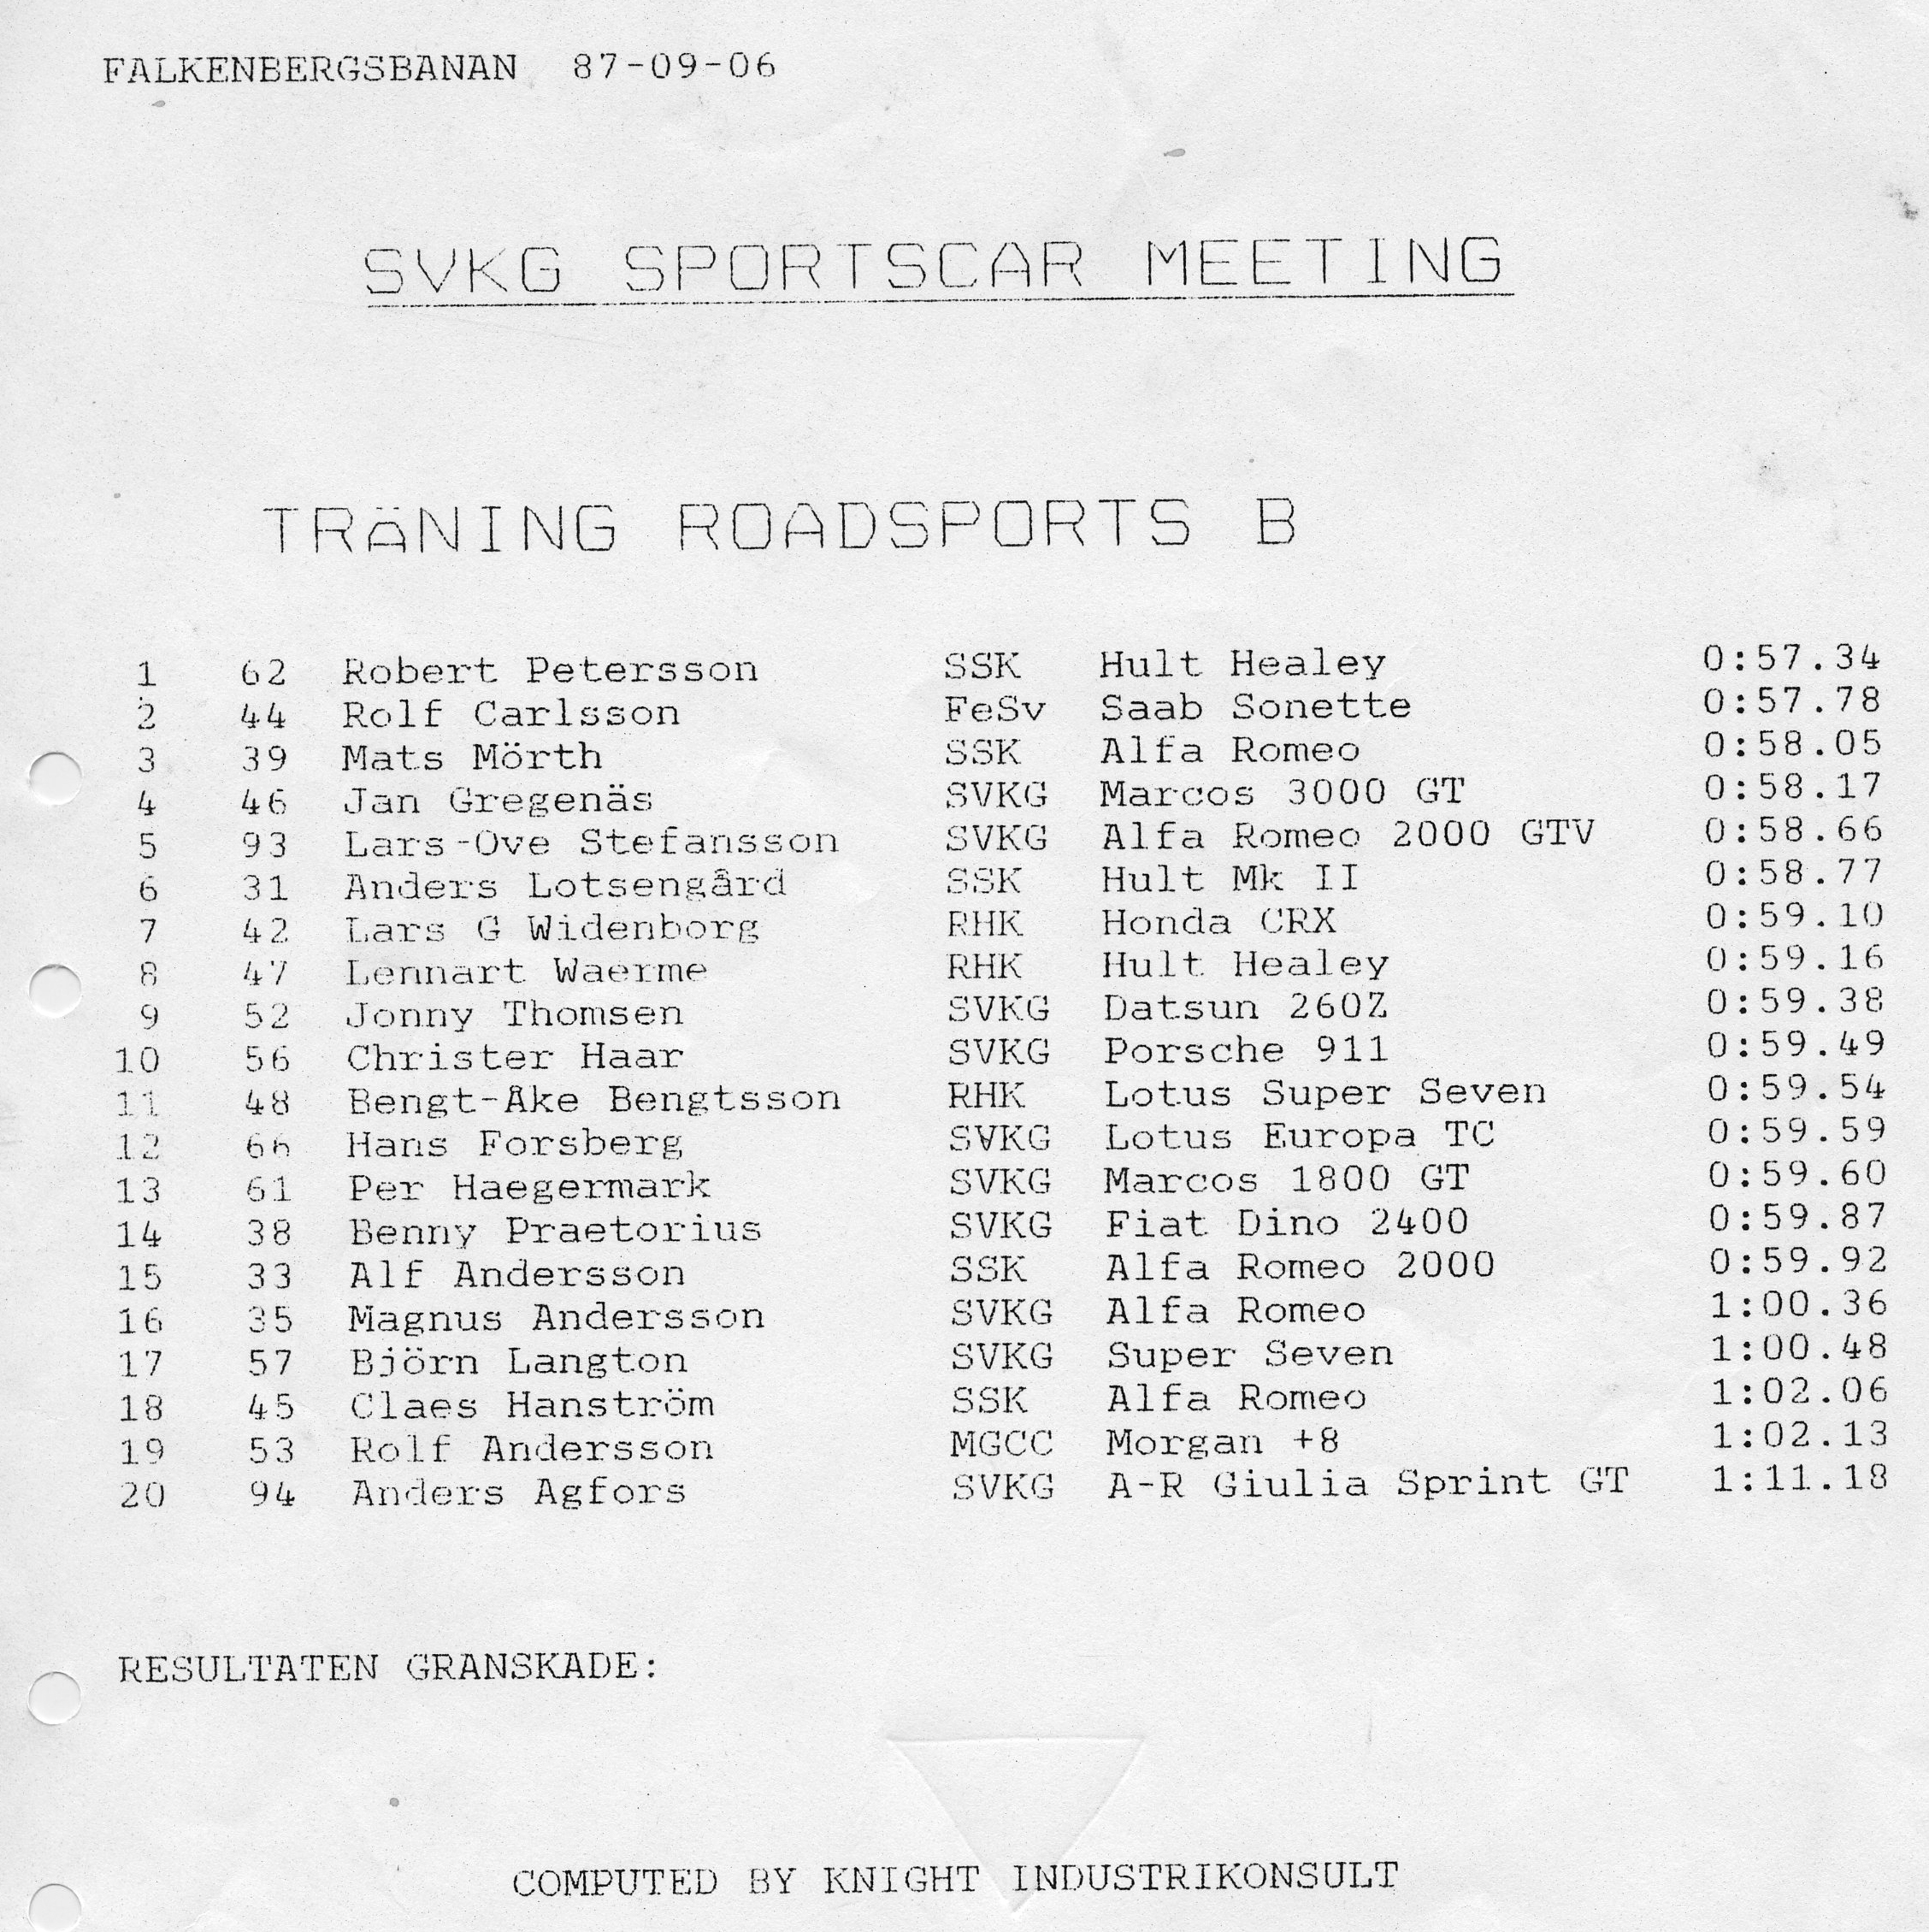 FALKENBERGSBANAN 87-09-06
SVKG SPORTSCAR MEETING
TRÄNING ROADSPORTS B
1 62 Robert Petersson SSK Hult Healey 0:57.34
2 44 Rolf Carlsson FeSv Saab Sonette 0:57.78
3 39 Mats Mörth SSK Alfa Romeo 0:58.05
4 46 Jan Gregenäs SVKG Marcos 3000 GT 0:58.17
5 93 Lars-Ove Stefansson SVKG Alfa Romeo 2000 GTV 0:58.66
6 31 Anders Lotsengård SSK Hult Mk II 0:58.77
7 42 Lars G Widenborg RHK Honda CRX 0:59.10
8 47 Lennart Waerme RHK Hult Healey 0:59.16
9 52 Jonny Thomsen SVKG Datsun 260Z 0:59.38
10 56 Christer Haar SVKG Porsche 911 0:59.49
11 48 Bengt-Åke Bengtsson RHK Lotus Super Seven 0:59.54
12 66 Hans Forsberg SVKG Lotus Europa TC 0:59.59
13 61 Per Haegermark SVKG Marcos 1800 GT 0:59.60
14 38 Benny Praetorius SVKG Fiat Dino 2400 0:59.87
15 33 Alf Andersson SSK Alfa Romeo 2000 0:59.92
16 35 Magnus Andersson SVKG Alfa Romeo 1:00.36
17 57 Björn Langton SVKG Super Seven 1:00.48
18 45 Claes Hanström SSK Alfa Romeo 1:02.06
19 53 Rolf Andersson MGCC Morgan +8 1:02.13
20 94 Anders Agfors SVKG A-R Giulia Sprint GT 1:11.18
RESULTATEN GRANSKADE:
COMPUTED BY KNIGHT INDUSTRIKONSULT